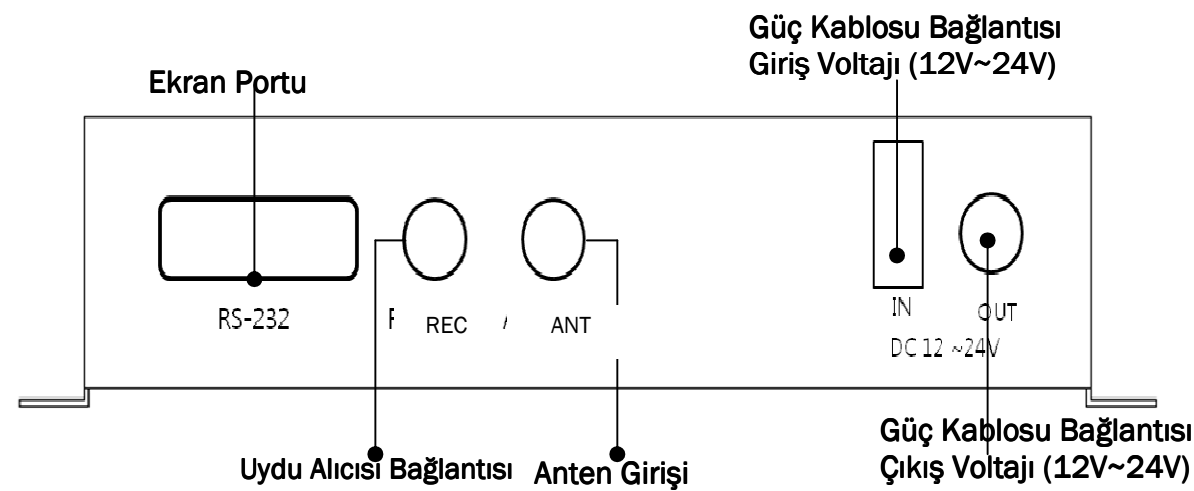 Güç Kablosu Bağlantısı
Giriş Voltajı (12V~24V)
Ekran Portu
RS-232
REC
ANT
IN
OUT
DC 12 ~24V
Uydu Alıcısı Bağlantısı
Anten Girişi
Güç Kablosu Bağlantısı
Çıkış Voltajı (12V~24V)